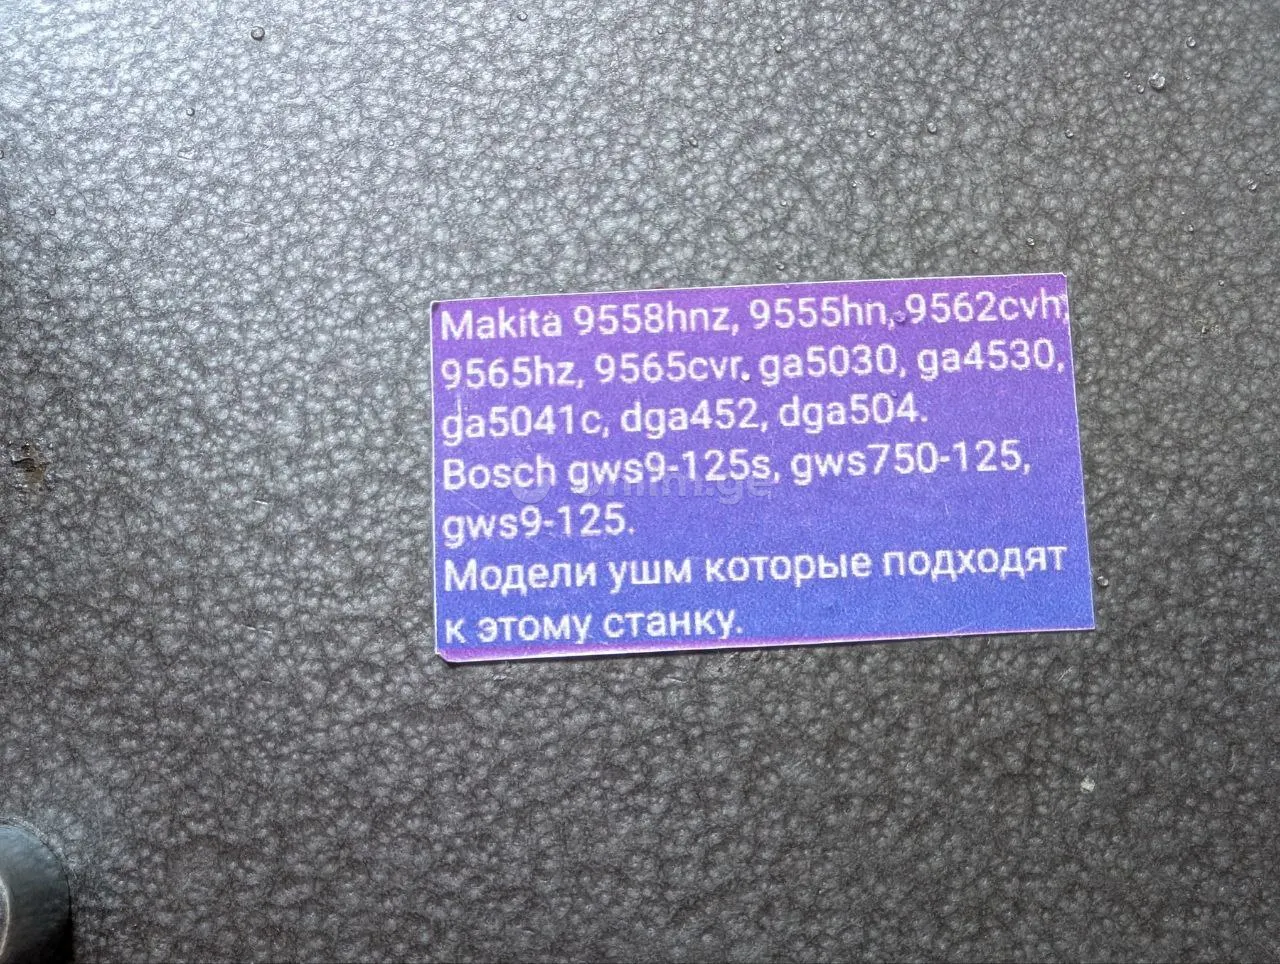 Makita 9558hnz, 9555hn, 9562cvh,
9565hz, 9565cvr. ga5030, ga4530,
ga5041c, dga452, dga504.
Bosch gws9-125s, gws750-125,
gws9-125.
Модели ушм которые подходят
к этому станку.